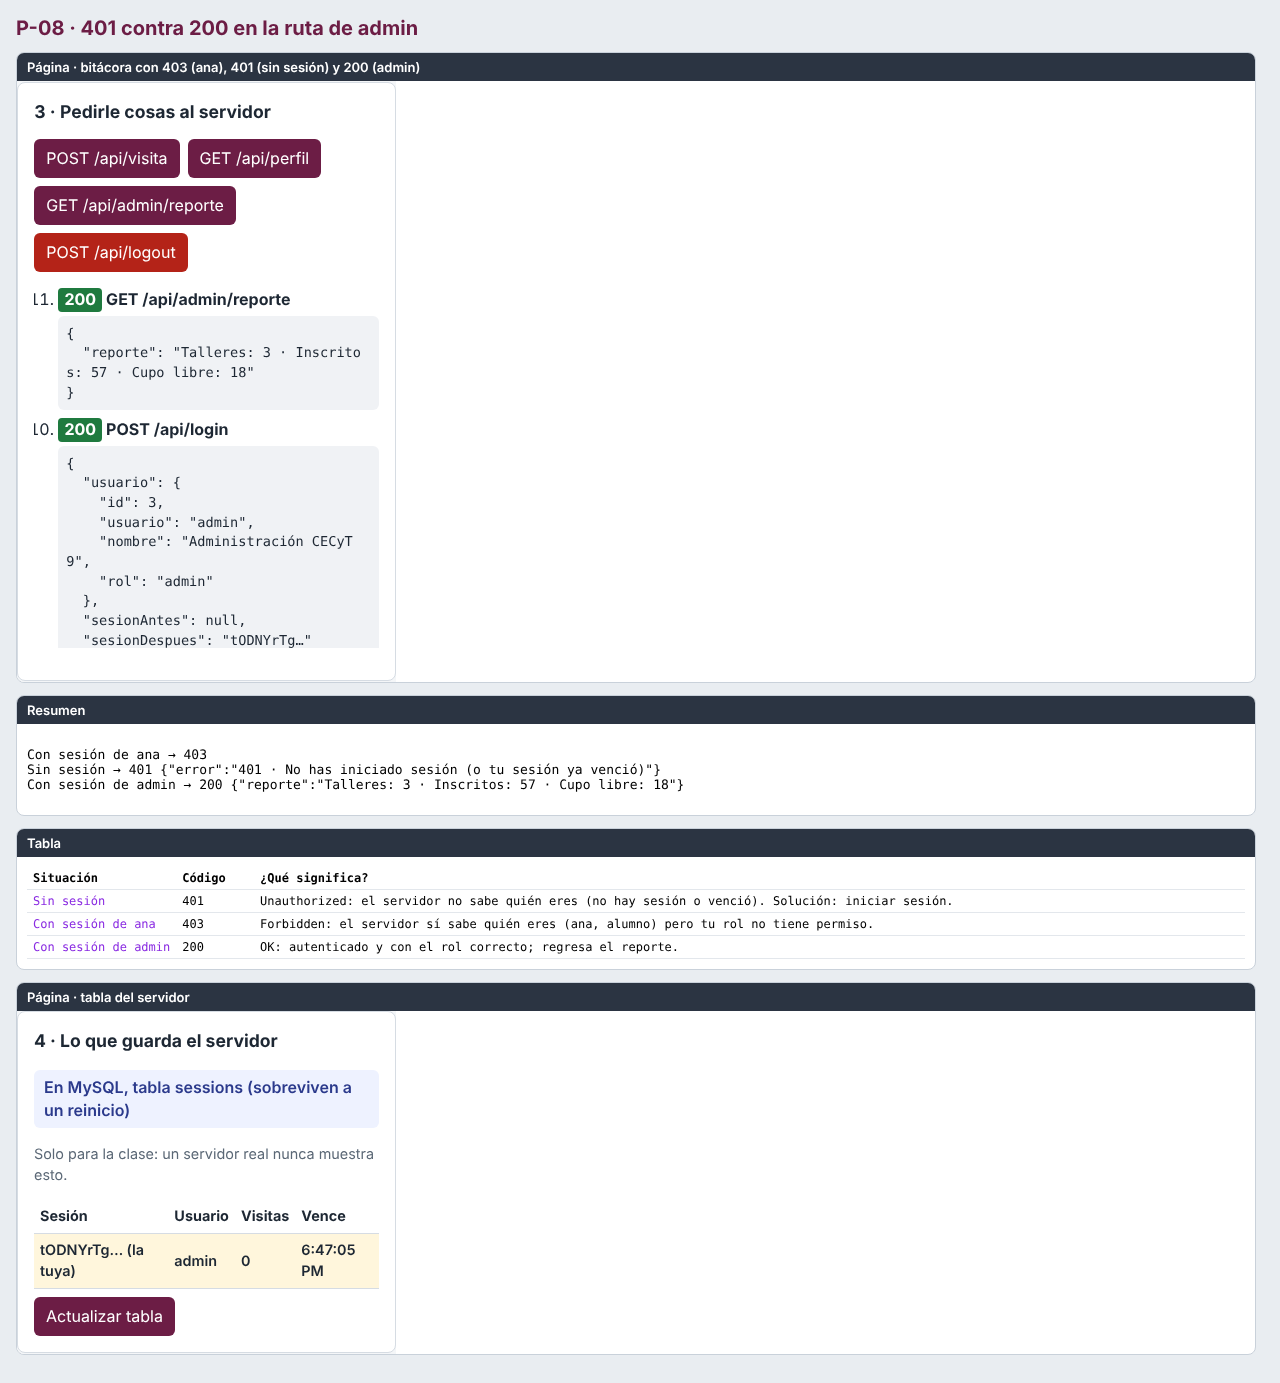 P-08 · 401 contra 200 en la ruta de admin
Página · bitácora con 403 (ana), 401 (sin sesión) y 200 (admin)
3 · Pedirle cosas al servidor
POST /api/visita
GET /api/perfil
GET /api/admin/reporte
POST /api/logout
11. 200 GET /api/admin/reporte
{
  "reporte": "Talleres: 3 · Inscrito
s: 57 · Cupo libre: 18"
}
10. 200 POST /api/login
{
  "usuario": {
    "id": 3,
    "usuario": "admin",
    "nombre": "Administración CECyT
9",
    "rol": "admin"
  },
  "sesionAntes": null,
  "sesionDespues": "tODNYrTg…"
Resumen
Con sesión de ana → 403
Sin sesión → 401 {"error":"401 · No has iniciado sesión (o tu sesión ya venció)"}
Con sesión de admin → 200 {"reporte":"Talleres: 3 · Inscritos: 57 · Cupo libre: 18"}
Tabla
Situación Código ¿Qué significa?
Sin sesión 401 Unauthorized: el servidor no sabe quién eres (no hay sesión o venció). Solución: iniciar sesión.
Con sesión de ana 403 Forbidden: el servidor sí sabe quién eres (ana, alumno) pero tu rol no tiene permiso.
Con sesión de admin 200 OK: autenticado y con el rol correcto; regresa el reporte.
Página · tabla del servidor
4 · Lo que guarda el servidor
En MySQL, tabla sessions (sobreviven a
un reinicio)
Solo para la clase: un servidor real nunca muestra
esto.
Sesión Usuario Visitas Vence
tODNYrTg… (la
tuya) admin 0 6:47:05
PM
Actualizar tabla